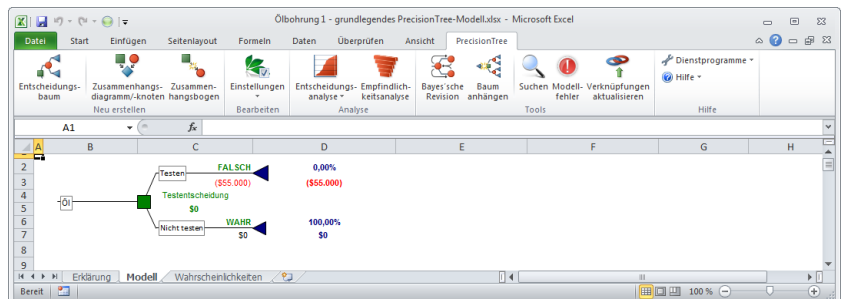 Ölbohrung 1 - grundlegendes PrecisionTree-Modell.xlsx - Microsoft Excel
Datei Start Einfügen Seitenlayout Formeln Daten Überprüfen Ansicht PrecisionTree
Entscheidungs- Zusammenhangs- Zusammen- Einstellungen Entscheidungs- Empfindlich- Bayes'sche Baum Suchen Modell- Verknüpfungen Dienstprogramme
baum diagramm/-knoten hangsbogen analyse keitsanalyse Revision anhängen fehler aktualisieren Hilfe
Neu erstellen Bearbeiten Analyse Tools Hilfe
A1 fx
A B C D E F G H
2 Testen FALSCH 0,00%
3 ($55.000) ($55.000)
4 Testentscheidung
Öl
5 $0
6 Nicht testen WAHR 100,00%
7 $0 $0
8
9
Erklärung Modell Wahrscheinlichkeiten
Bereit 100 %